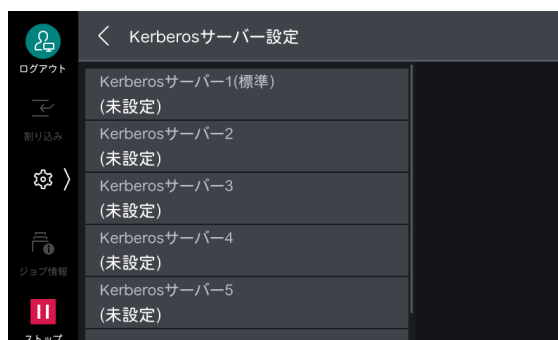 Kerberosサーバー設定
ログアウト
割り込み
ジョブ情報
ストップ
Kerberosサーバー1(標準)
(未設定)
Kerberosサーバー2
(未設定)
Kerberosサーバー3
(未設定)
Kerberosサーバー4
(未設定)
Kerberosサーバー5
(未設定)